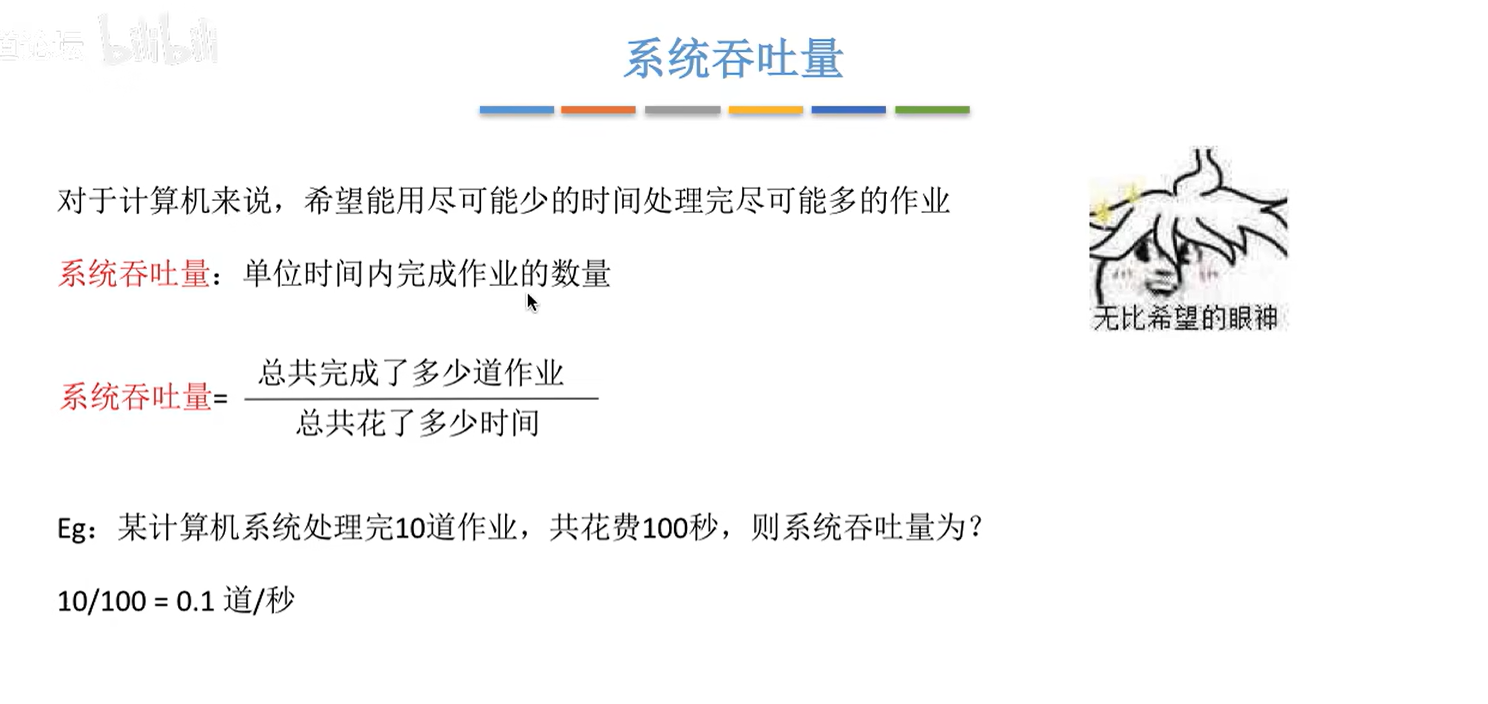 论坛 bilibili
系统吞吐量
对于计算机来说，希望能用尽可能少的时间处理完尽可能多的作业
系统吞吐量：单位时间内完成作业的数量
无比希望的眼神
总共完成了多少道作业
系统吞吐量=
总共花了多少时间
Eg：某计算机系统处理完10道作业，共花费100秒，则系统吞吐量为？
10/100 = 0.1 道/秒